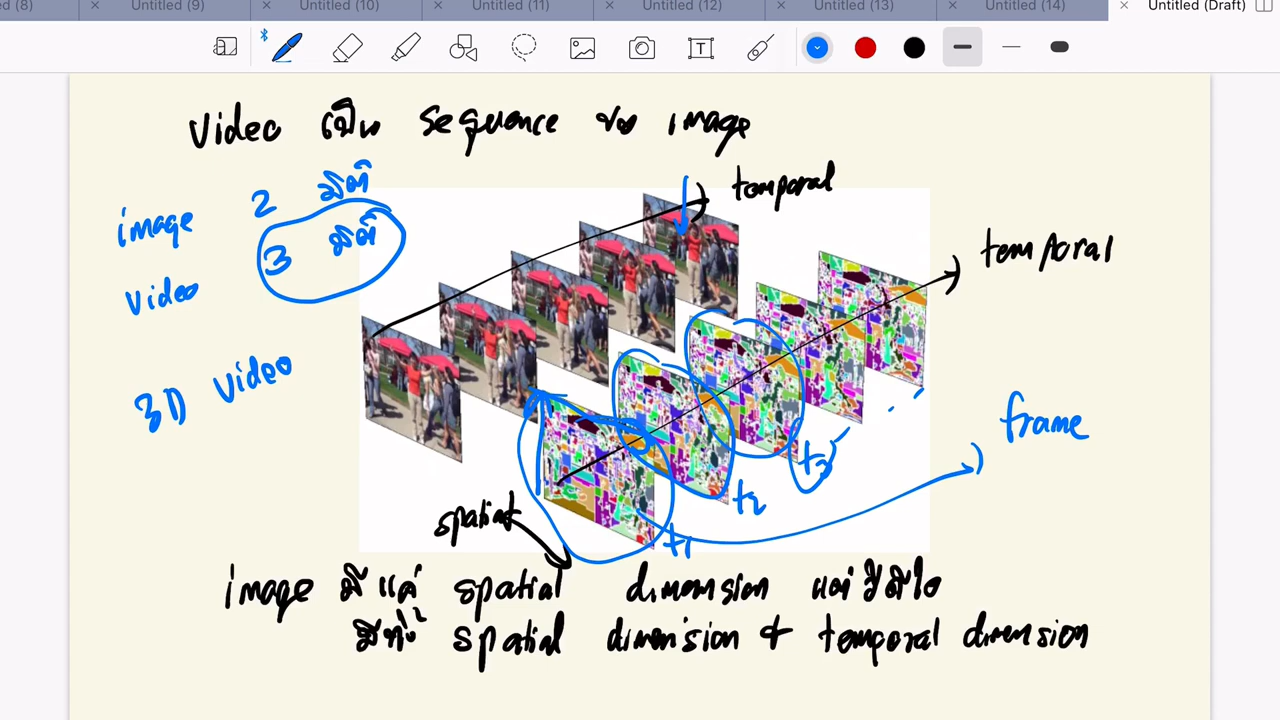 d (8) Untitled (9) Untitled (10) Untitled (11) Untitled (12) Untitled (13) Untitled (14) Untitled (Draft)
Video เป็น sequence ของ image
temporal
image 2 มิติ
video 3 มิติ
temporal
3D video
frame
t3
t2
spatial
t1
image มีแค่ spatial dimension แต่วิดีโอ
มีทั้ง spatial dimension + temporal dimension